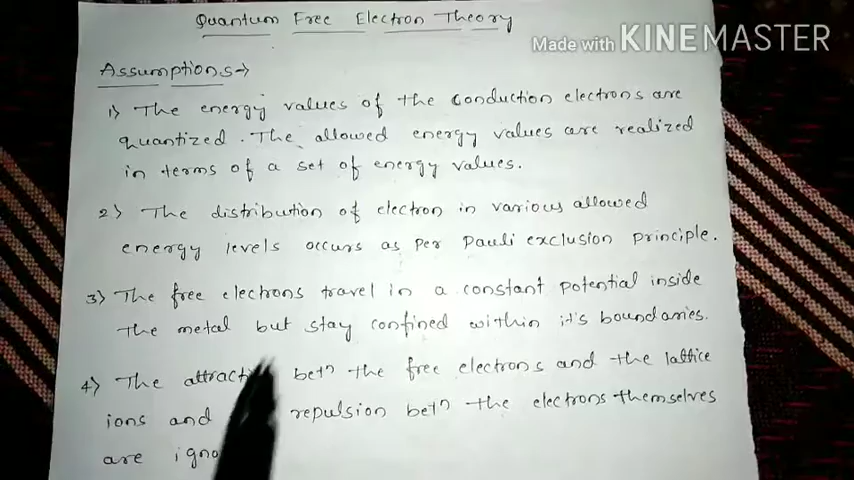 Quantum Free Electron Theory
Made with KINEMASTER
Assumptions→
1) The energy values of the conduction electrons are
quantized. The allowed energy values are realized
in terms of a set of energy values.
2) The distribution of electron in various allowed
energy levels occurs as per Pauli exclusion principle.
3) The free electrons travel in a constant potential inside
the metal but stay confined within it's boundaries.
4) The betn the free electrons and the lattice
ions and repulsion betn the electrons themselves
are